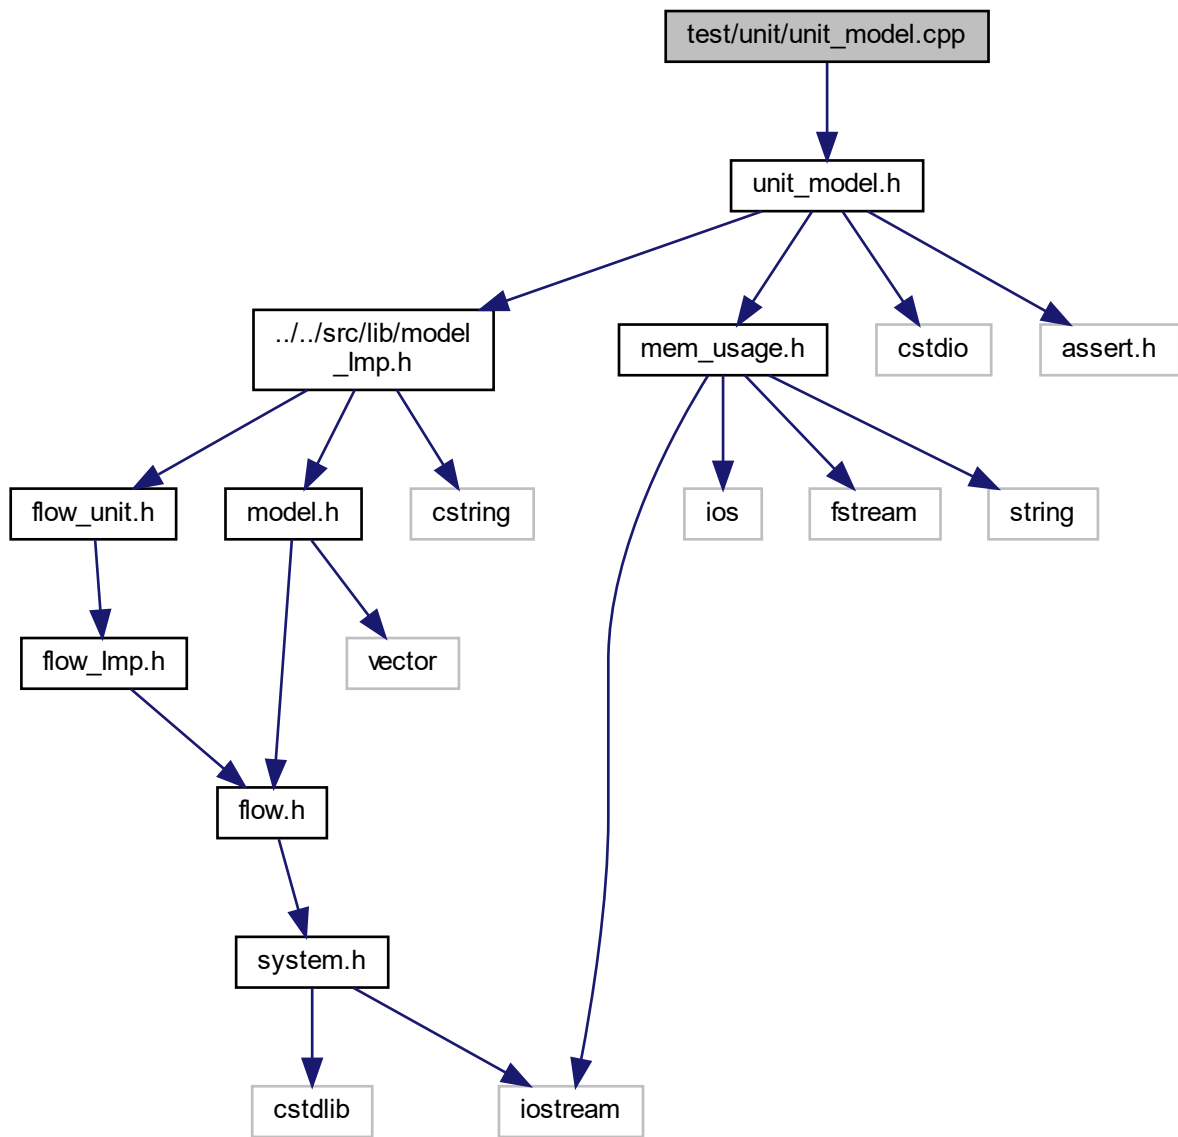 test/unit/unit_model.cpp
unit_model.h
../../src/lib/model
_Imp.h
mem_usage.h
cstdio
assert.h
flow_unit.h
model.h
cstring
ios
fstream
string
flow_Imp.h
vector
flow.h
system.h
cstdlib
iostream